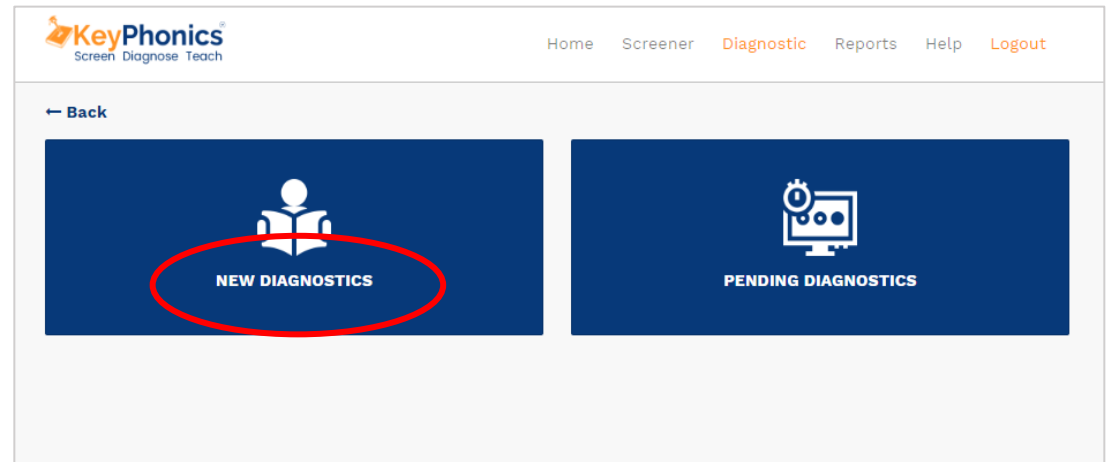 KeyPhonics®
Screen Diagnose Teach
Home Screener Diagnostic Reports Help Logout
← Back
NEW DIAGNOSTICS
PENDING DIAGNOSTICS